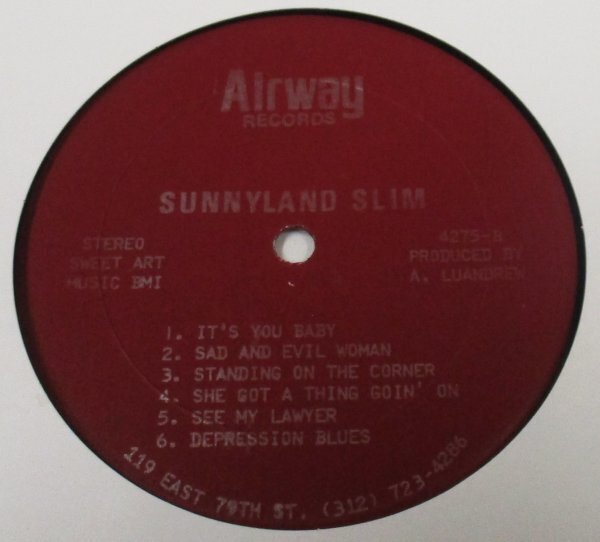 Airway
RECORDS
SUNNYLAND SLIM
STEREO
SWEET ART
MUSIC BMI
4275-B
PRODUCED BY
A. LUANDREW
1. IT'S YOU BABY
2. SAD AND EVIL WOMAN
3. STANDING ON THE CORNER
4. SHE GOT A THING GOIN' ON
5. SEE MY LAWYER
6. DEPRESSION BLUES
119 EAST 79TH ST. (312) 723-4286